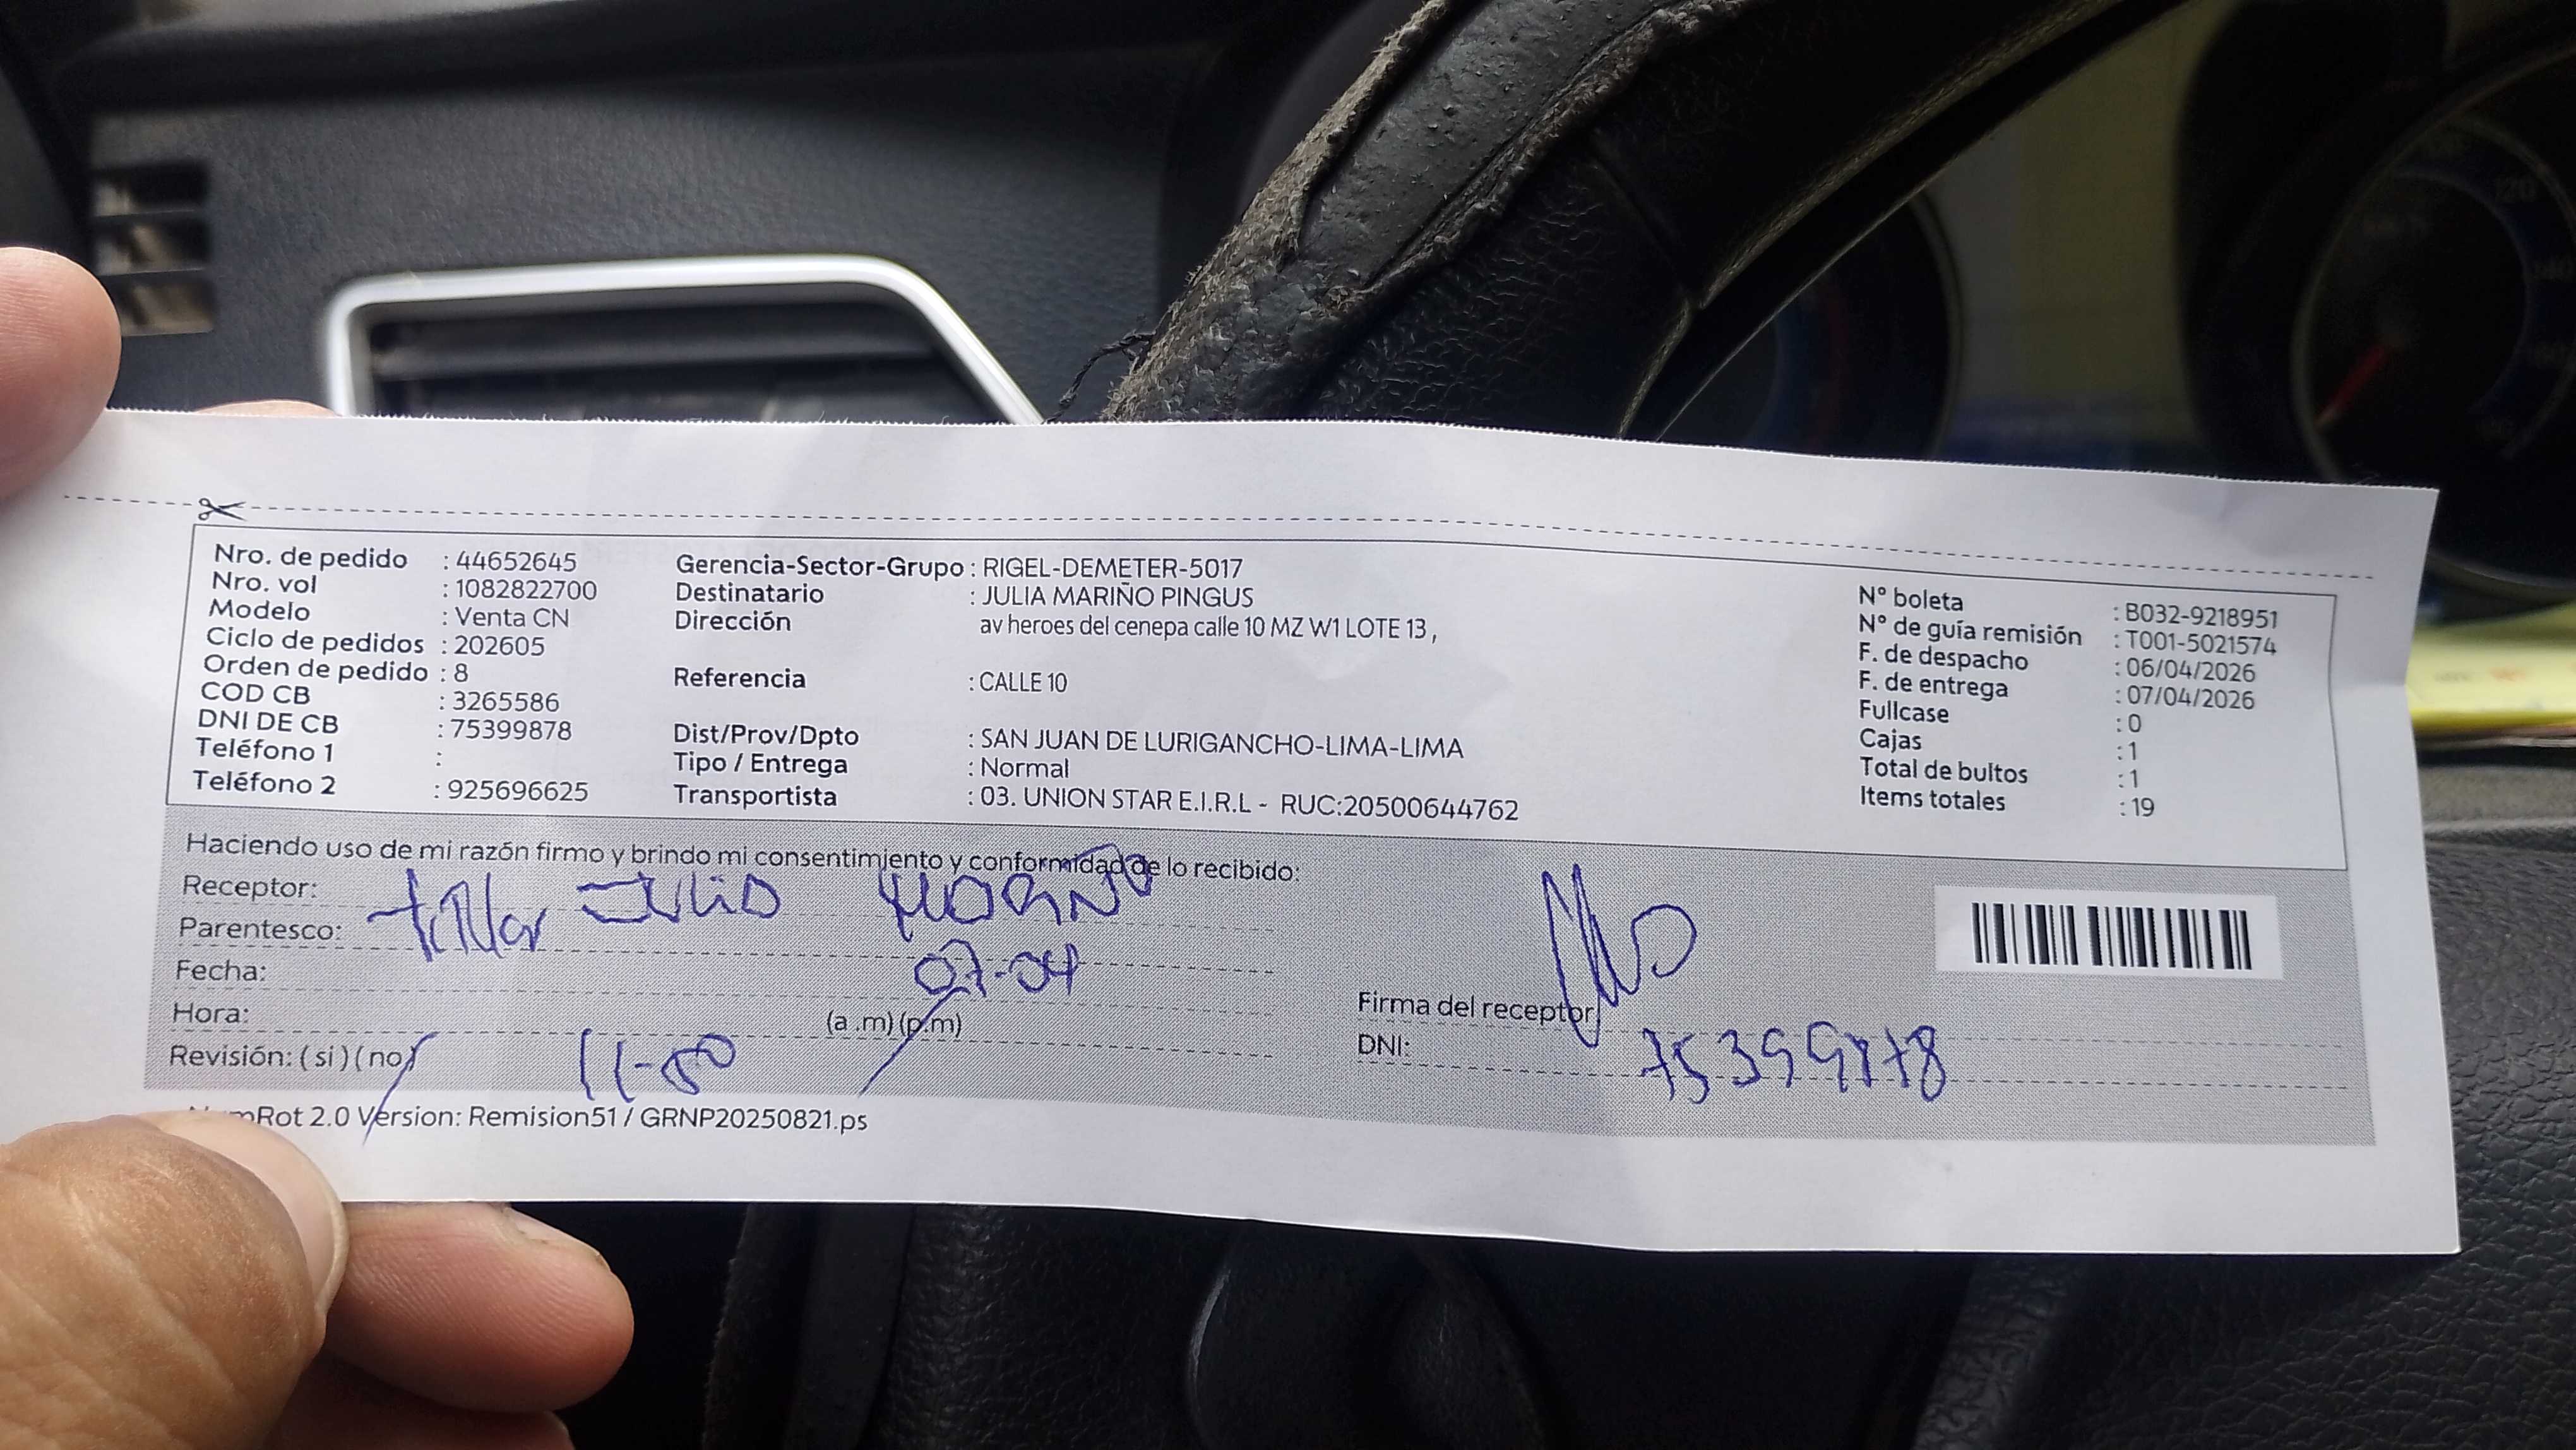 Nro. de pedido : 44652645
Nro. vol : 1082822700
Modelo : Venta CN
Ciclo de pedidos : 202605
Orden de pedido : 8
COD CB : 3265586
DNI DE CB : 75399878
Teléfono 1 :
Teléfono 2 : 925696625
Gerencia-Sector-Grupo : RIGEL-DEMETER-5017
Destinatario : JULIA MARIÑO PINGUS
Dirección av heroes del cenepa calle 10 MZ W1 LOTE 13 ,
Referencia : CALLE 10
Dist/Prov/Dpto : SAN JUAN DE LURIGANCHO-LIMA-LIMA
Tipo / Entrega : Normal
Transportista : 03. UNION STAR E.I.R.L - RUC:20500644762
N° boleta : B032-9218951
N° de guía remisión : T001-5021574
F. de despacho : 06/04/2026
F. de entrega : 07/04/2026
Fullcase : 0
Cajas : 1
Total de bultos : 1
Items totales : 19
Haciendo uso de mi razón firmo y brindo mi consentimiento y conformidad de lo recibido:
Receptor:
Parentesco:
Fecha: 07-04
Hora: (a .m) (p.m)
Revisión: ( si ) ( no )
Firma del receptor
DNI: 75399878
Rot 2.0 Version: Remision51 / GRNP20250821.ps
120